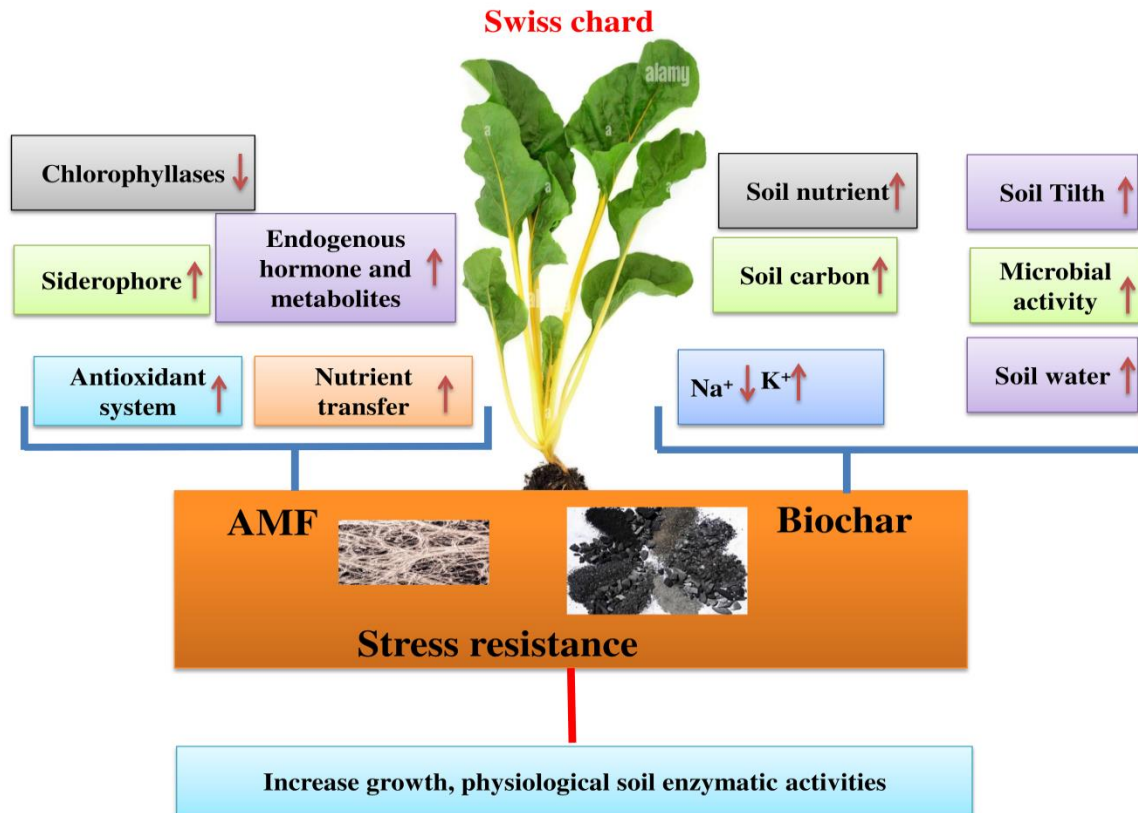 Swiss chard
alamy
a
a
a
a
Chlorophyllases ↓
Siderophore ↑
Endogenous
hormone and
metabolites ↑
Antioxidant
system ↑
Nutrient
transfer ↑
Soil nutrient ↑
Soil carbon ↑
Na⁺ ↓ K⁺ ↑
Soil Tilth ↑
Microbial
activity ↑
Soil water ↑
AMF
Biochar
Stress resistance
Increase growth, physiological soil enzymatic activities